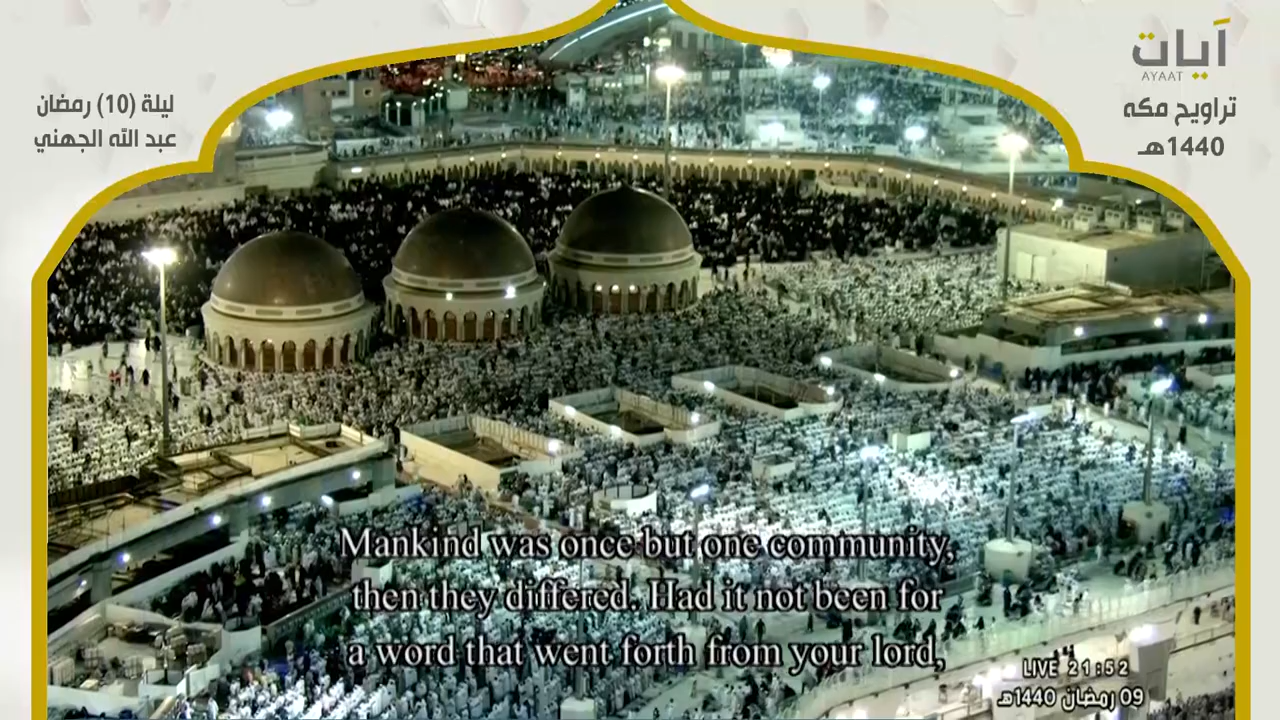 آيات
AYAAT
تراويح مكه
1440هـ
ليلة (10) رمضان
عبد الله الجهني
Mankind was once but one community,
then they differed. Had it not been for
a word that went forth from your lord,
LIVE 21:52
09 رمضان 1440هـ